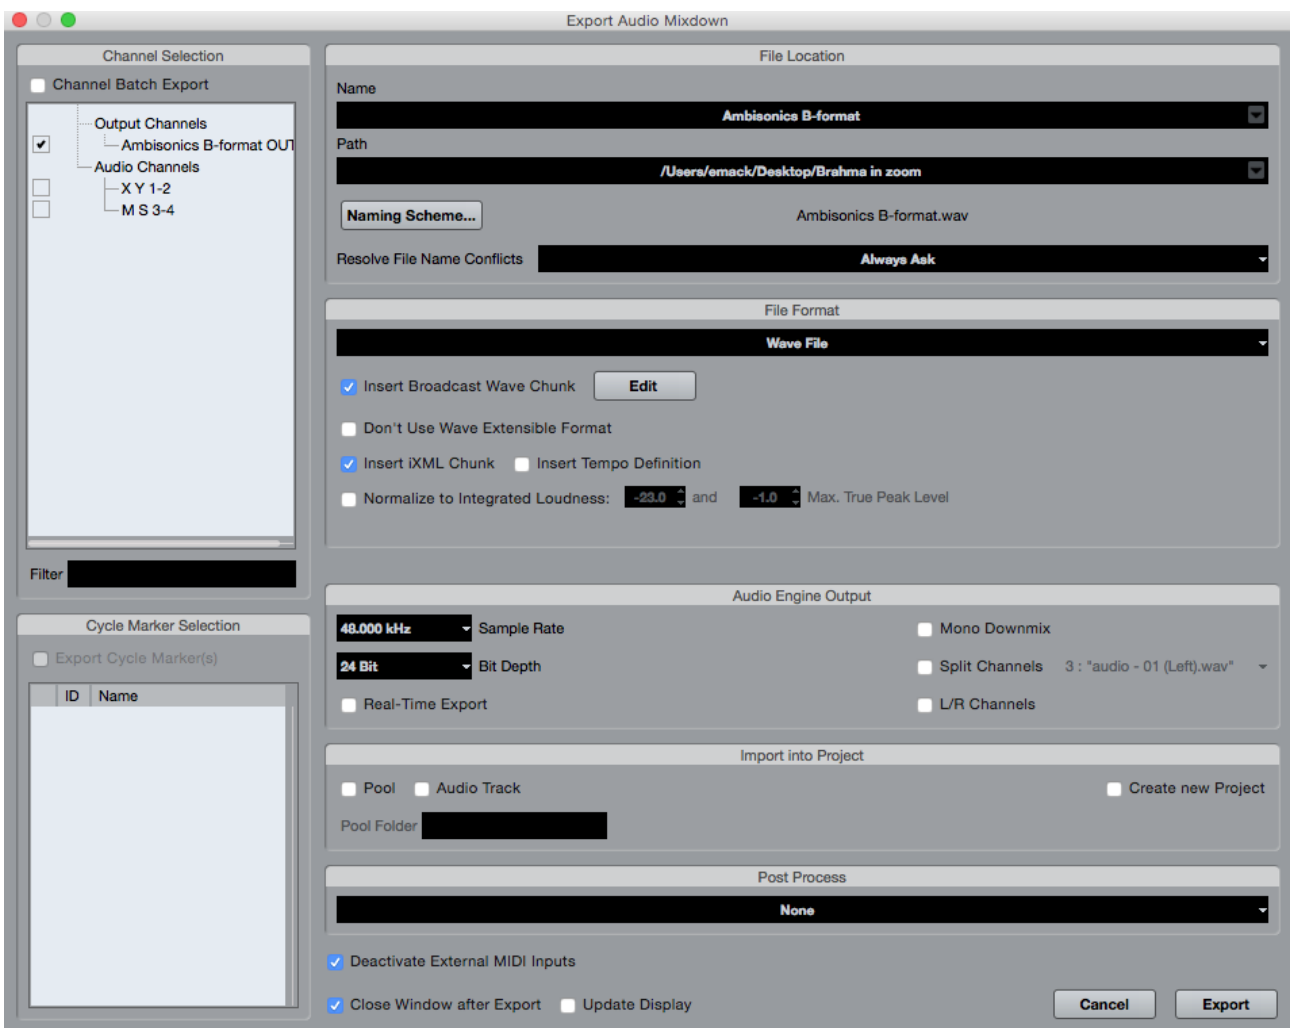 Export Audio Mixdown
Channel Selection
Channel Batch Export
Output Channels
Ambisonics B-format OUT
Audio Channels
X Y 1-2
M S 3-4
Filter
Cycle Marker Selection
Export Cycle Marker(s)
ID Name
File Location
Name
Ambisonics B-format
Path
/Users/emack/Desktop/Brahma in zoom
Naming Scheme... Ambisonics B-format.wav
Resolve File Name Conflicts Always Ask
File Format
Wave File
Insert Broadcast Wave Chunk Edit
Don't Use Wave Extensible Format
Insert iXML Chunk Insert Tempo Definition
Normalize to Integrated Loudness: -23.0 and -1.0 Max. True Peak Level
Audio Engine Output
48.000 kHz Sample Rate Mono Downmix
24 Bit Bit Depth Split Channels 3 : "audio - 01 (Left).wav"
Real-Time Export L/R Channels
Import into Project
Pool Audio Track Create new Project
Pool Folder
Post Process
None
Deactivate External MIDI Inputs
Close Window after Export Update Display Cancel Export